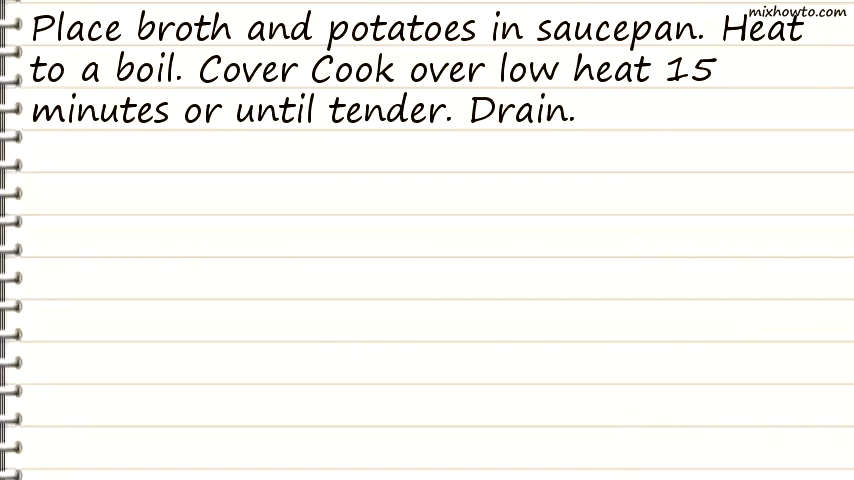 mixhowto.com
Place broth and potatoes in saucepan. Heat
to a boil. Cover Cook over low heat 15
minutes or until tender. Drain.